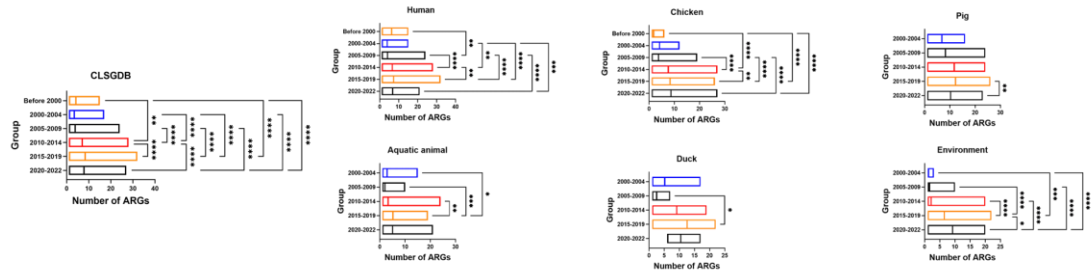 CLSGDB
Group
Before 2000
2000-2004
2005-2009
2010-2014
2015-2019
2020-2022
0 10 20 30 40
Number of ARGs
Human
Group
Before 2000
2000-2004
2005-2009
2010-2014
2015-2019
2020-2022
0 10 20 30 40
Number of ARGs
Chicken
Group
Before 2000
2000-2004
2005-2009
2010-2014
2015-2019
2020-2022
0 10 20 30
Number of ARGs
Pig
Group
2000-2004
2005-2009
2010-2014
2015-2019
2020-2022
0 10 20 30
Number of ARGs
**
Aquatic animal
Group
2000-2004
2005-2009
2010-2014
2015-2019
2020-2022
0 10 20 30
Number of ARGs
Duck
Group
2000-2004
2005-2009
2010-2014
2015-2019
2020-2022
0 5 10 15 20 25
Number of ARGs
*
Environment
Group
2000-2004
2005-2009
2010-2014
2015-2019
2020-2022
0 5 10 15 20 25
Number of ARGs